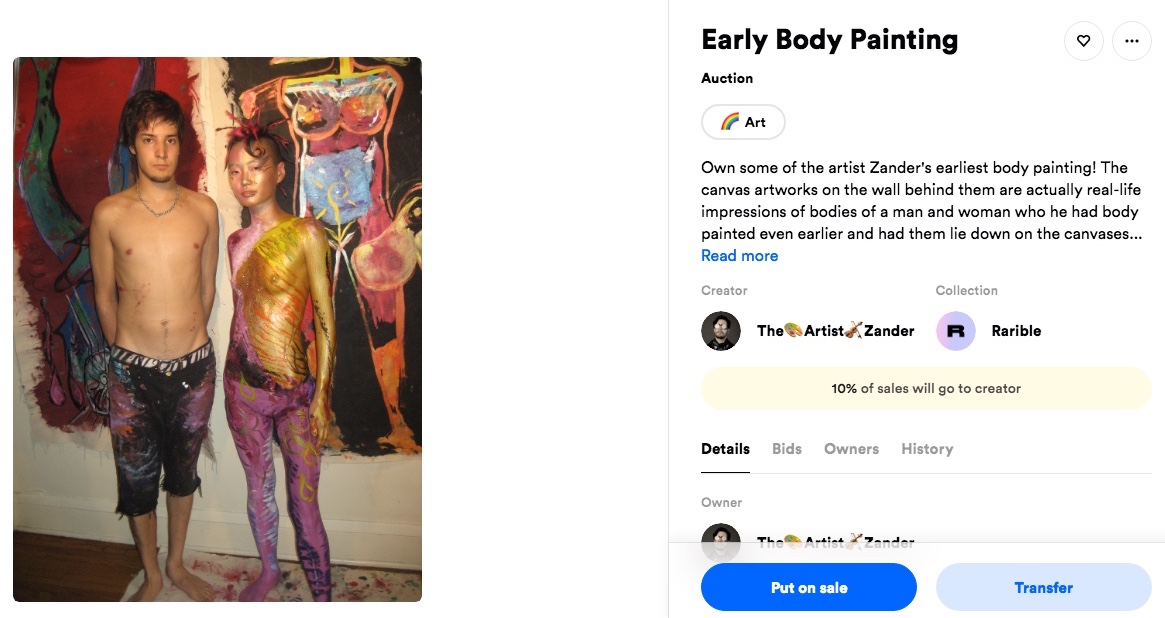 Early Body Painting
Auction
Art
Own some of the artist Zander's earliest body painting! The
canvas artworks on the wall behind them are actually real-life
impressions of bodies of a man and woman who he had body
painted even earlier and had them lie down on the canvases...
Read more
Creator
Collection
The🎨Artist🎻Zander
R
Rarible
10% of sales will go to creator
Details
Bids
Owners
History
Owner
The🎨Artist🎻Zander
Put on sale
Transfer